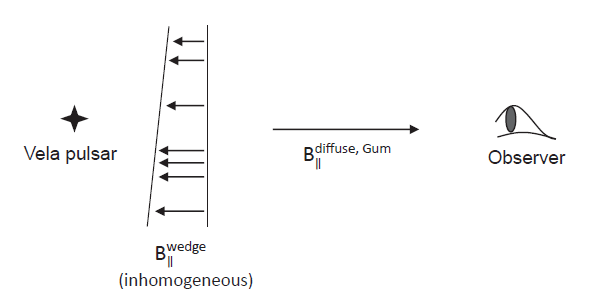 Vela pulsar
B∥^wedge
(inhomogeneous)
B∥^diffuse, Gum
Observer